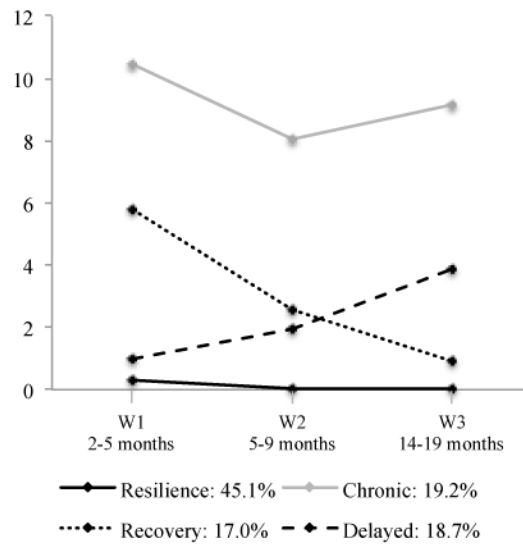 12
10
8
6
4
2
0
W1 W2 W3
2-5 months 5-9 months 14-19 months
Resilience: 45.1% Chronic: 19.2%
Recovery: 17.0% Delayed: 18.7%